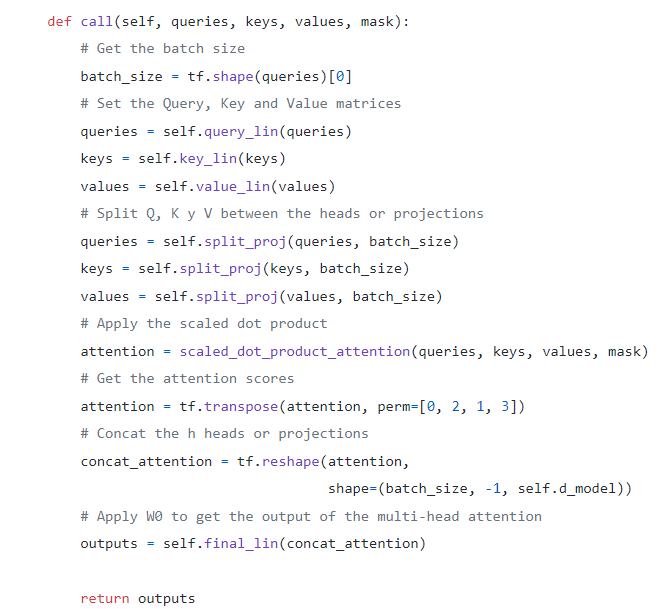 def call(self, queries, keys, values, mask):
# Get the batch size
batch_size = tf.shape(queries)[0]
# Set the Query, Key and Value matrices
queries = self.query_lin(queries)
keys = self.key_lin(keys)
values = self.value_lin(values)
# Split Q, K y V between the heads or projections
queries = self.split_proj(queries, batch_size)
keys = self.split_proj(keys, batch_size)
values = self.split_proj(values, batch_size)
# Apply the scaled dot product
attention = scaled_dot_product_attention(queries, keys, values, mask)
# Get the attention scores
attention = tf.transpose(attention, perm=[0, 2, 1, 3])
# Concat the h heads or projections
concat_attention = tf.reshape(attention,
shape=(batch_size, -1, self.d_model))
# Apply W0 to get the output of the multi-head attention
outputs = self.final_lin(concat_attention)
return outputs